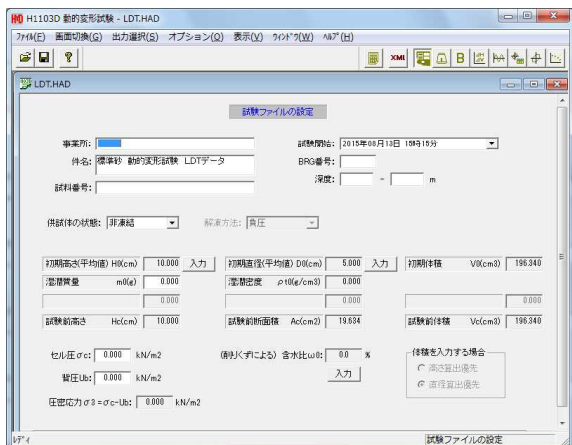 H1103D 動的変形試験 - LDT.HAD
ファイル(F) 画面切換(G) 出力選択(S) オプション(O) 表示(V) ウィンドウ(W) ヘルプ(H)
XML B
LDT.HAD
試験ファイルの設定
事業所:
試験開始: 2015年08月13日 15時15分
件名: 標準砂 動的変形試験 LDTデータ
BRG番号:
試料番号:
深度: - m
供試体の状態: 非凍結 解凍方法: 負圧
初期高さ(平均値) H0(cm) 10.000 入力 初期直径(平均値) D0(cm) 5.000 入力 初期体積 V0(cm3) 196.340
湿潤質量 m0(g) 0.000 湿潤密度 ρt0(g/cm3) 0.000
0.000 0.000 0.000
試験前高さ Hc(cm) 10.000 試験前断面積 Ac(cm2) 19.634 試験前体積 Vc(cm3) 196.340
セル圧σc: 0.000 kN/m2 (削りくずによる) 含水比ω0: 0.0 % 体積を入力する場合
入力 高さ算出優先
背圧Ub: 0.000 kN/m2 直径算出優先
圧密応力σ3=σc-Ub: 0.000 kN/m2
レディ 試験ファイルの設定